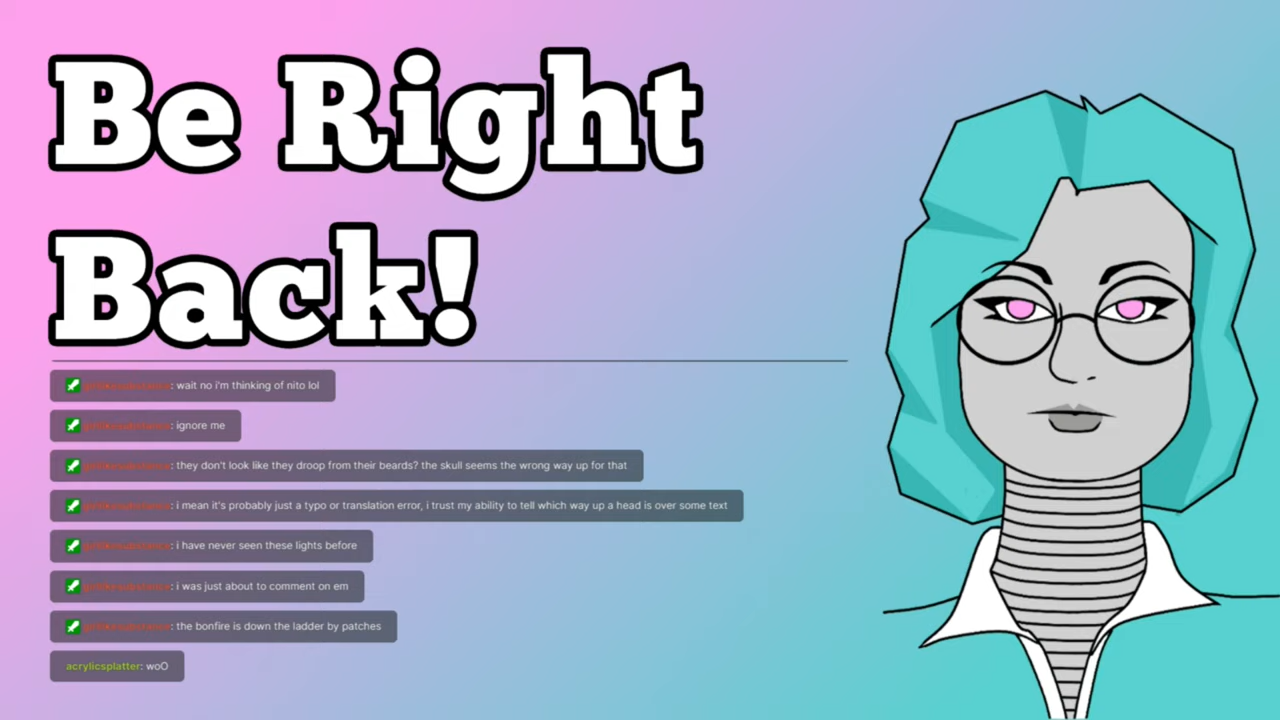 Be Right
Back!
: wait no i'm thinking of nito lol
: ignore me
: they don't look like they droop from their beards? the skull seems the wrong way up for that
: i mean it's probably just a typo or translation error, i trust my ability to tell which way up a head is over some text
: i have never seen these lights before
: i was just about to comment on em
: the bonfire is down the ladder by patches
acrylicsplatter: woO